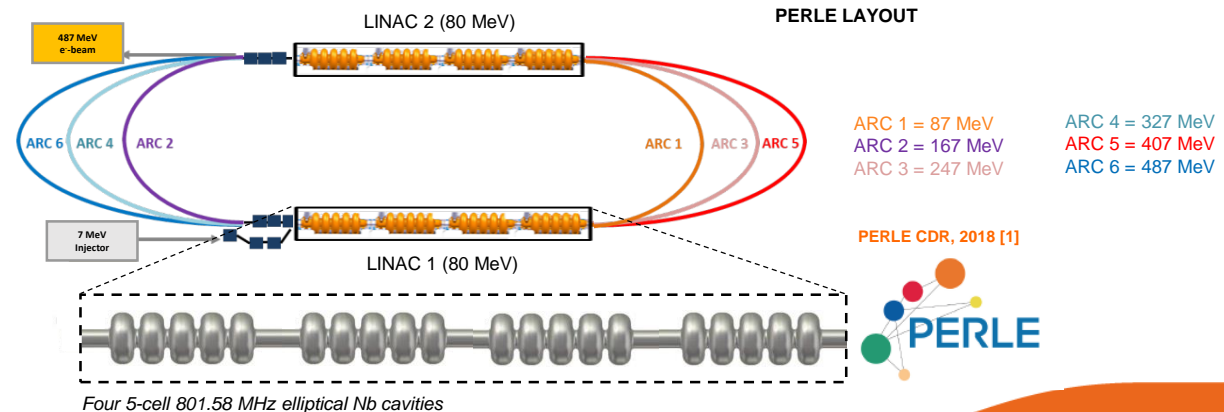 PERLE LAYOUT
LINAC 2 (80 MeV)
487 MeV
e⁻-beam
ARC 6
ARC 4
ARC 2
ARC 1
ARC 3
ARC 5
ARC 1 = 87 MeV
ARC 2 = 167 MeV
ARC 3 = 247 MeV
ARC 4 = 327 MeV
ARC 5 = 407 MeV
ARC 6 = 487 MeV
7 MeV
Injector
LINAC 1 (80 MeV)
PERLE CDR, 2018 [1]
PERLE
Four 5-cell 801.58 MHz elliptical Nb cavities